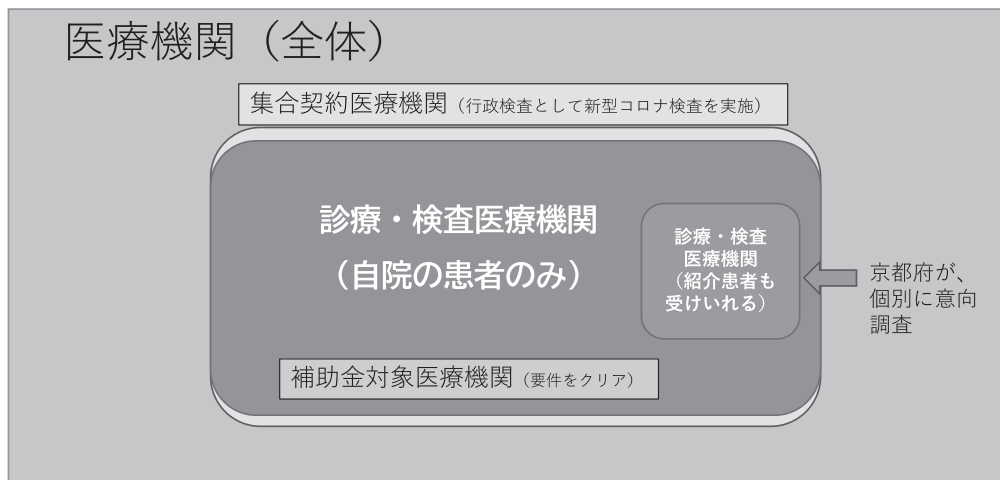 医療機関（全体）
集合契約医療機関（行政検査として新型コロナ検査を実施）
診療・検査医療機関
（自院の患者のみ）
診療・検査
医療機関
（紹介患者も
受けいれる）
京都府が、
個別に意向
調査
補助金対象医療機関（要件をクリア）